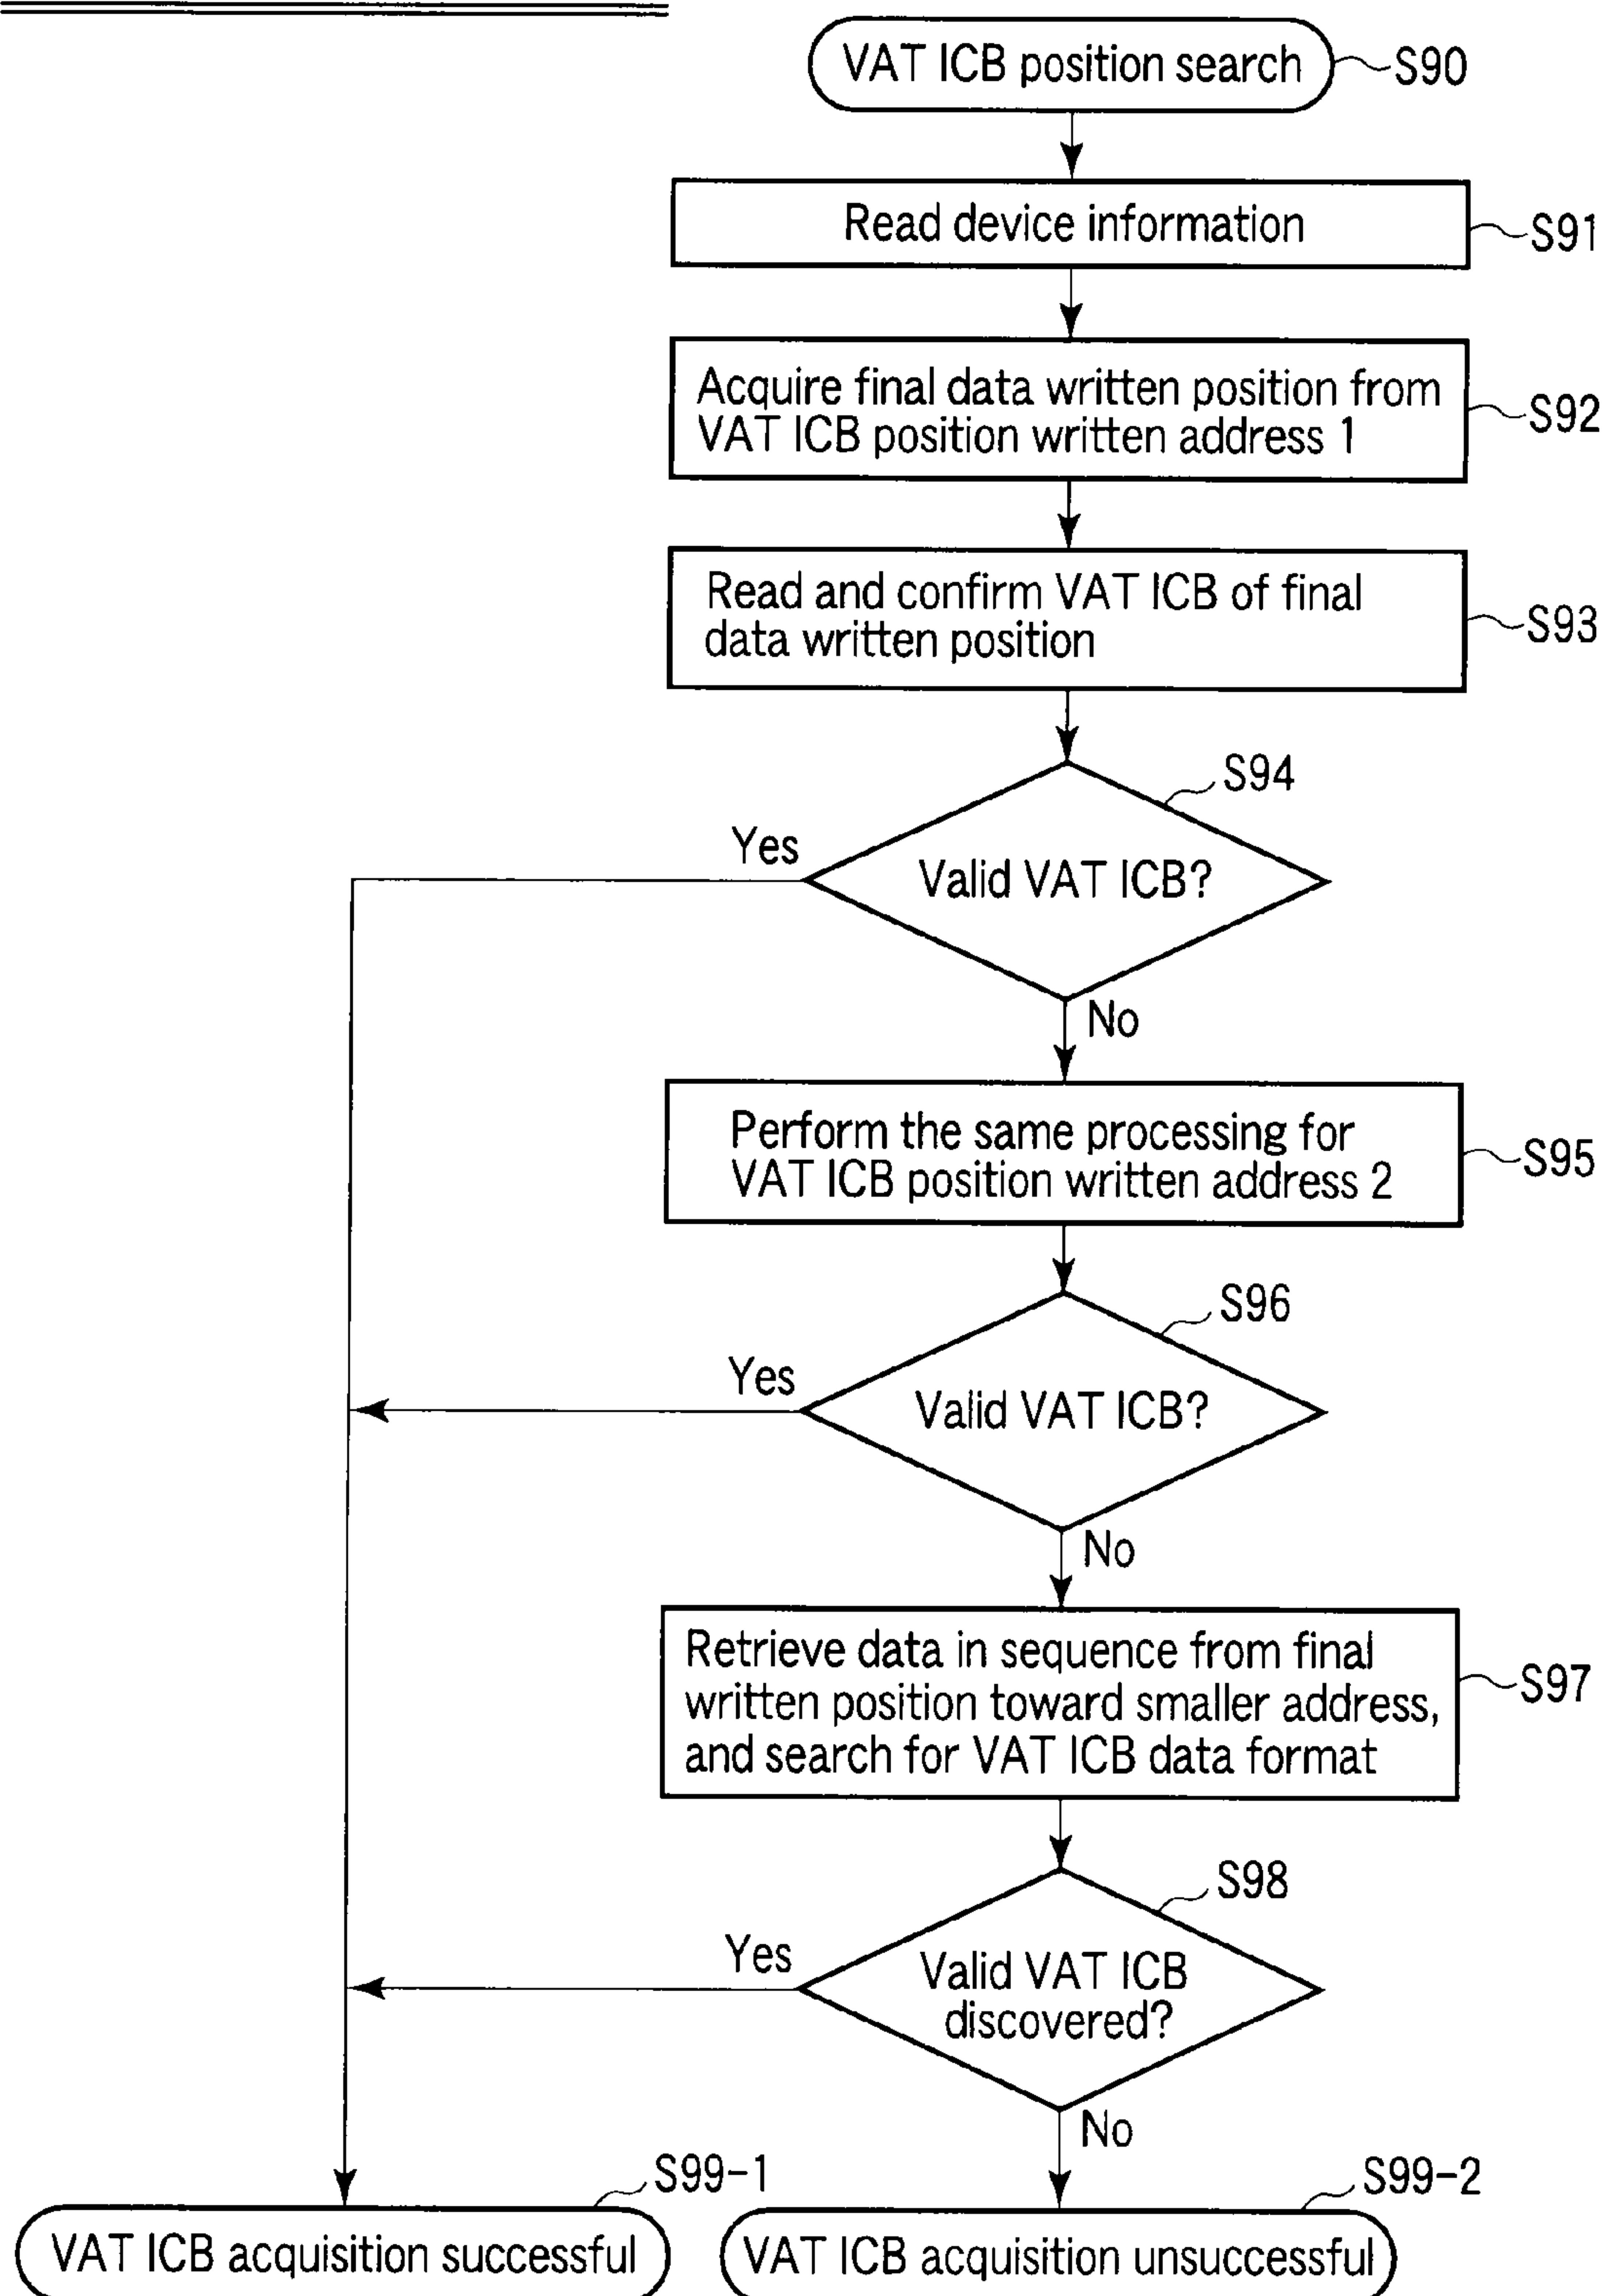 VAT ICB position search
S90
Read device information
S91
Acquire final data written position from
VAT ICB position written address 1
S92
Read and confirm VAT ICB of final
data written position
S93
S94
Yes
Valid VAT ICB?
No
Perform the same processing for
VAT ICB position written address 2
S95
S96
Yes
Valid VAT ICB?
No
Retrieve data in sequence from final
written position toward smaller address,
and search for VAT ICB data format
S97
S98
Yes
Valid VAT ICB
discovered?
No
S99-1
S99-2
VAT ICB acquisition successful
VAT ICB acquisition unsuccessful